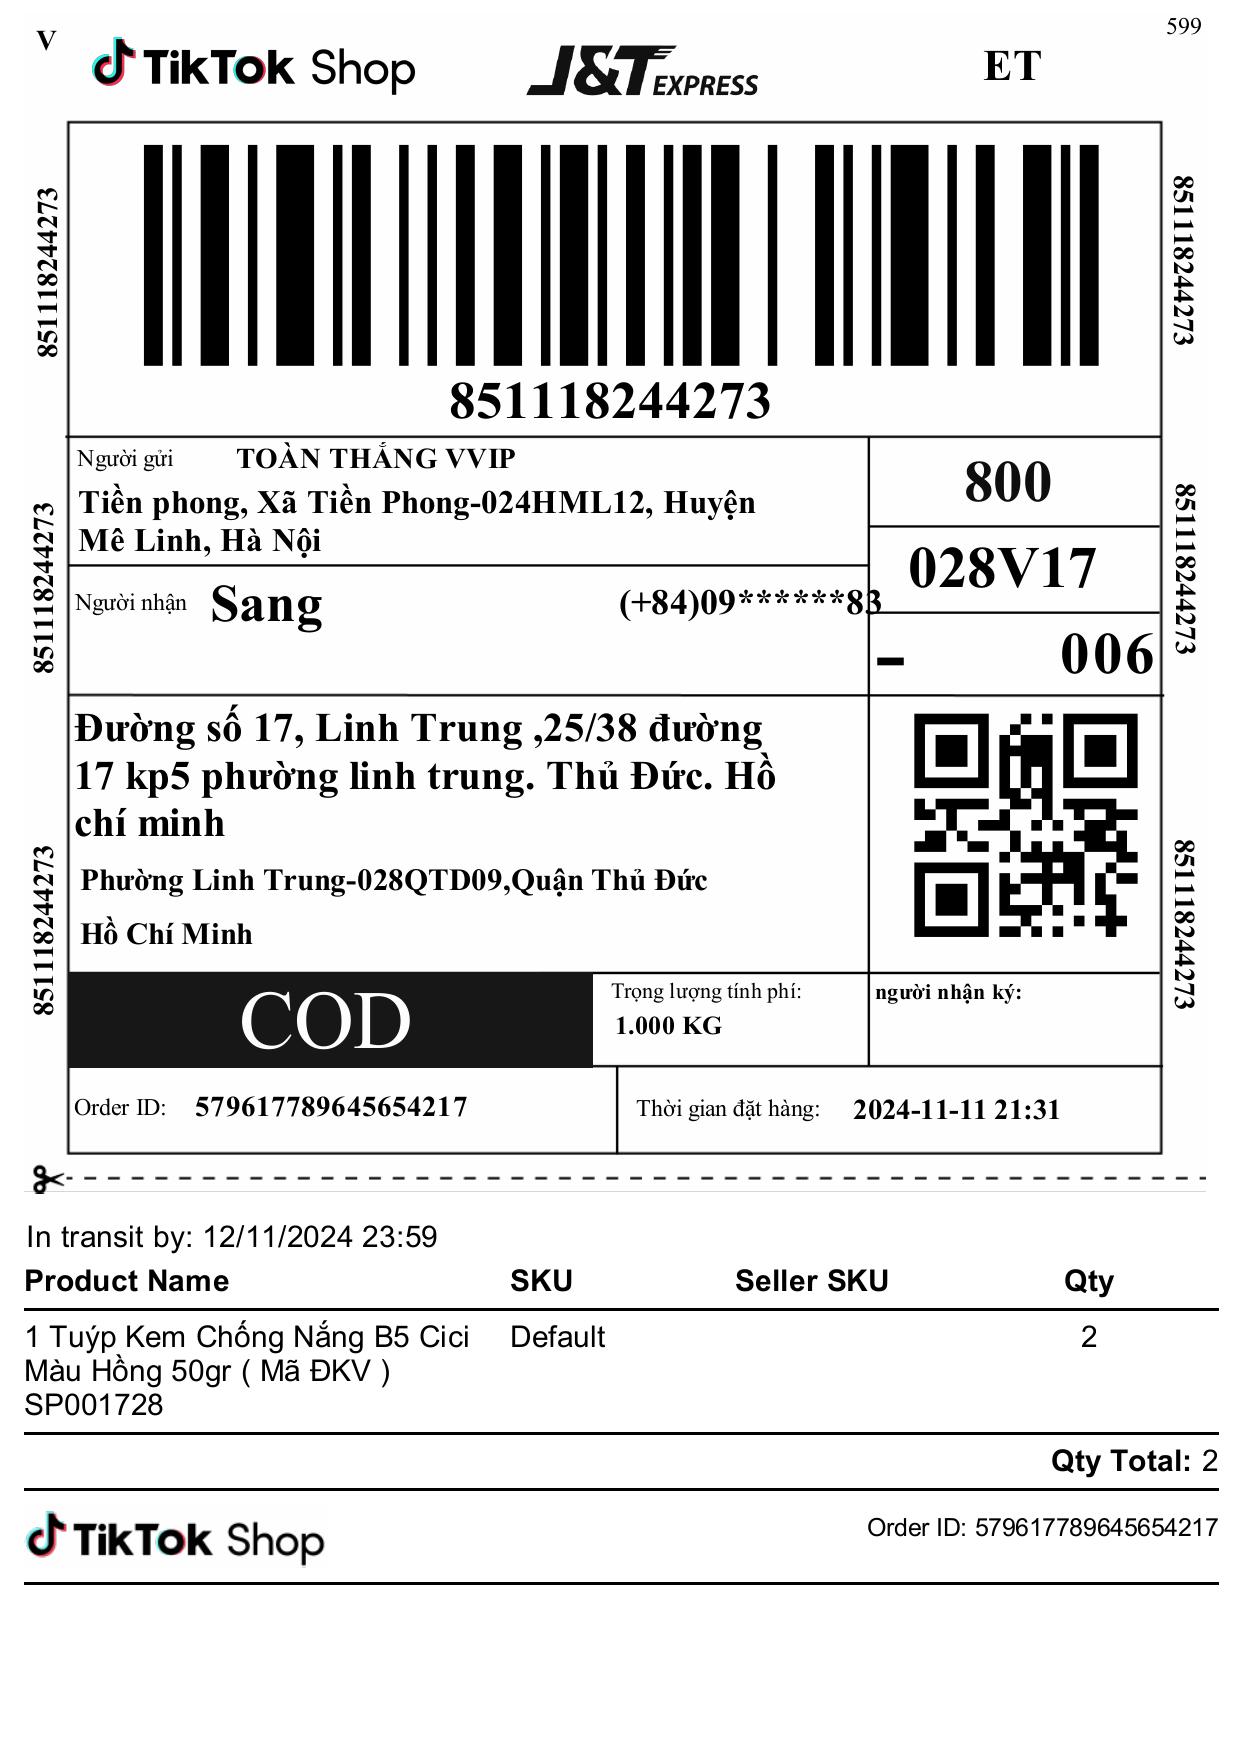 599
V
TikTok Shop
J&T EXPRESS
ET
851118244273
851118244273
851118244273
Người gửi TOÀN THẮNG VVIP
Tiền phong, Xã Tiền Phong-024HML12, Huyện
Mê Linh, Hà Nội
800
028V17
851118244273
851118244273
Người nhận Sang (+84)09******83
- 006
Đường số 17, Linh Trung ,25/38 đường
17 kp5 phường linh trung. Thủ Đức. Hồ
chí minh
Phường Linh Trung-028QTD09,Quận Thủ Đức
Hồ Chí Minh
851118244273
851118244273
COD
Trọng lượng tính phí:
1.000 KG
người nhận ký:
Order ID: 579617789645654217
Thời gian đặt hàng: 2024-11-11 21:31
In transit by: 12/11/2024 23:59
Product Name SKU Seller SKU Qty
1 Tuýp Kem Chống Nắng B5 Cici Default 2
Màu Hồng 50gr ( Mã ĐKV )
SP001728
Qty Total: 2
TikTok Shop
Order ID: 579617789645654217